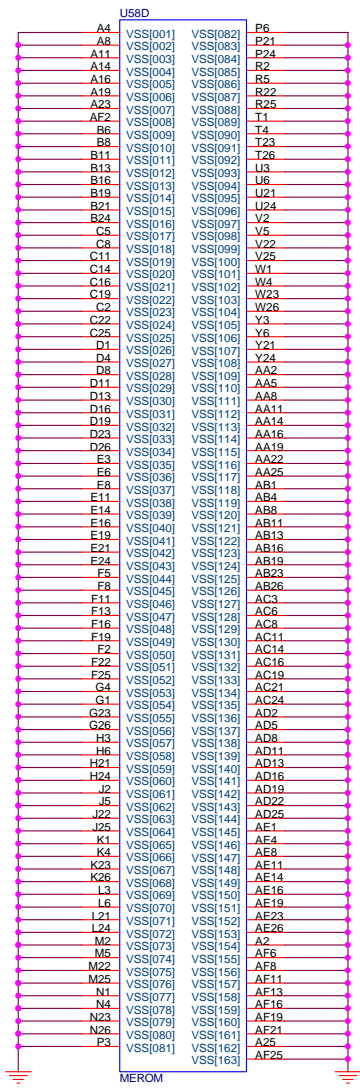 U58D
A4 VSS[001] VSS[082] P6
A8 VSS[002] VSS[083] P21
A11 VSS[003] VSS[084] P24
A14 VSS[004] VSS[085] R2
A16 VSS[005] VSS[086] R5
A19 VSS[006] VSS[087] R22
A23 VSS[007] VSS[088] R25
AF2 VSS[008] VSS[089] T1
B6 VSS[009] VSS[090] T4
B8 VSS[010] VSS[091] T23
B11 VSS[011] VSS[092] T26
B13 VSS[012] VSS[093] U3
B16 VSS[013] VSS[094] U6
B19 VSS[014] VSS[095] U21
B21 VSS[015] VSS[096] U24
B24 VSS[016] VSS[097] V2
C5 VSS[017] VSS[098] V5
C8 VSS[018] VSS[099] V22
C11 VSS[019] VSS[100] V25
C14 VSS[020] VSS[101] W1
C16 VSS[021] VSS[102] W4
C19 VSS[022] VSS[103] W23
C2 VSS[023] VSS[104] W26
C22 VSS[024] VSS[105] Y3
C25 VSS[025] VSS[106] Y6
D1 VSS[026] VSS[107] Y21
D4 VSS[027] VSS[108] Y24
D8 VSS[028] VSS[109] AA2
D11 VSS[029] VSS[110] AA5
D13 VSS[030] VSS[111] AA8
D16 VSS[031] VSS[112] AA11
D19 VSS[032] VSS[113] AA14
D23 VSS[033] VSS[114] AA16
D26 VSS[034] VSS[115] AA19
E3 VSS[035] VSS[116] AA22
E6 VSS[036] VSS[117] AA25
E8 VSS[037] VSS[118] AB1
E11 VSS[038] VSS[119] AB4
E14 VSS[039] VSS[120] AB8
E16 VSS[040] VSS[121] AB11
E19 VSS[041] VSS[122] AB13
E21 VSS[042] VSS[123] AB16
E24 VSS[043] VSS[124] AB19
F5 VSS[044] VSS[125] AB23
F8 VSS[045] VSS[126] AB26
F11 VSS[046] VSS[127] AC3
F13 VSS[047] VSS[128] AC6
F16 VSS[048] VSS[129] AC8
F19 VSS[049] VSS[130] AC11
F2 VSS[050] VSS[131] AC14
F22 VSS[051] VSS[132] AC16
F25 VSS[052] VSS[133] AC19
G4 VSS[053] VSS[134] AC21
G1 VSS[054] VSS[135] AC24
G23 VSS[055] VSS[136] AD2
G26 VSS[056] VSS[137] AD5
H3 VSS[057] VSS[138] AD8
H6 VSS[058] VSS[139] AD11
H21 VSS[059] VSS[140] AD13
H24 VSS[060] VSS[141] AD16
J2 VSS[061] VSS[142] AD19
J5 VSS[062] VSS[143] AD22
J22 VSS[063] VSS[144] AD25
J25 VSS[064] VSS[145] AE1
K1 VSS[065] VSS[146] AE4
K4 VSS[066] VSS[147] AE8
K23 VSS[067] VSS[148] AE11
K26 VSS[068] VSS[149] AE14
L3 VSS[069] VSS[150] AE16
L6 VSS[070] VSS[151] AE19
L21 VSS[071] VSS[152] AE23
L24 VSS[072] VSS[153] AE26
M2 VSS[073] VSS[154] A2
M5 VSS[074] VSS[155] AF6
M22 VSS[075] VSS[156] AF8
M25 VSS[076] VSS[157] AF11
N1 VSS[077] VSS[158] AF13
N4 VSS[078] VSS[159] AF16
N23 VSS[079] VSS[160] AF19
N26 VSS[080] VSS[161] AF21
P3 VSS[081] VSS[162] A25
VSS[163] AF25
MEROM